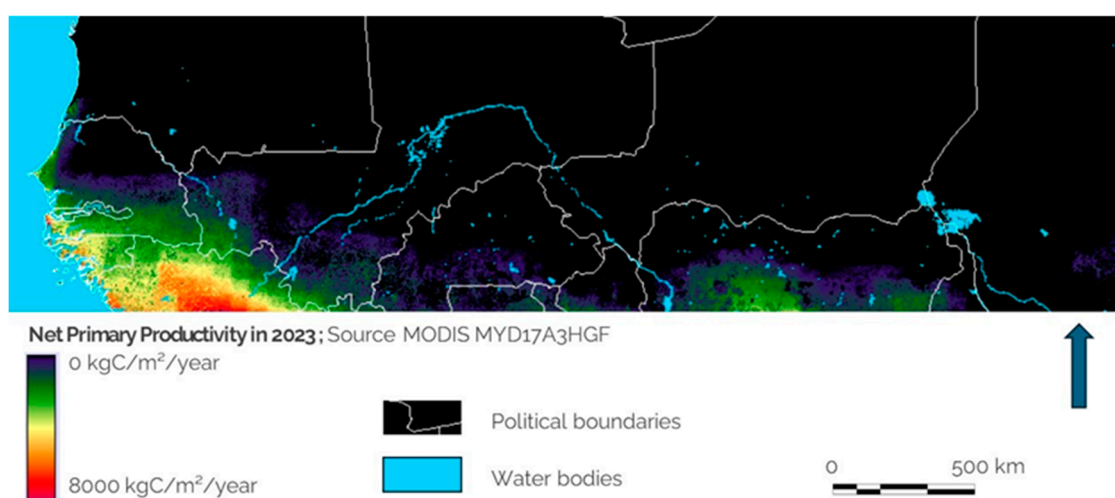 Net Primary Productivity in 2023; Source MODIS MYD17A3HGF
0 kgC/m²/year
8000 kgC/m²/year
Political boundaries
Water bodies
0 500 km